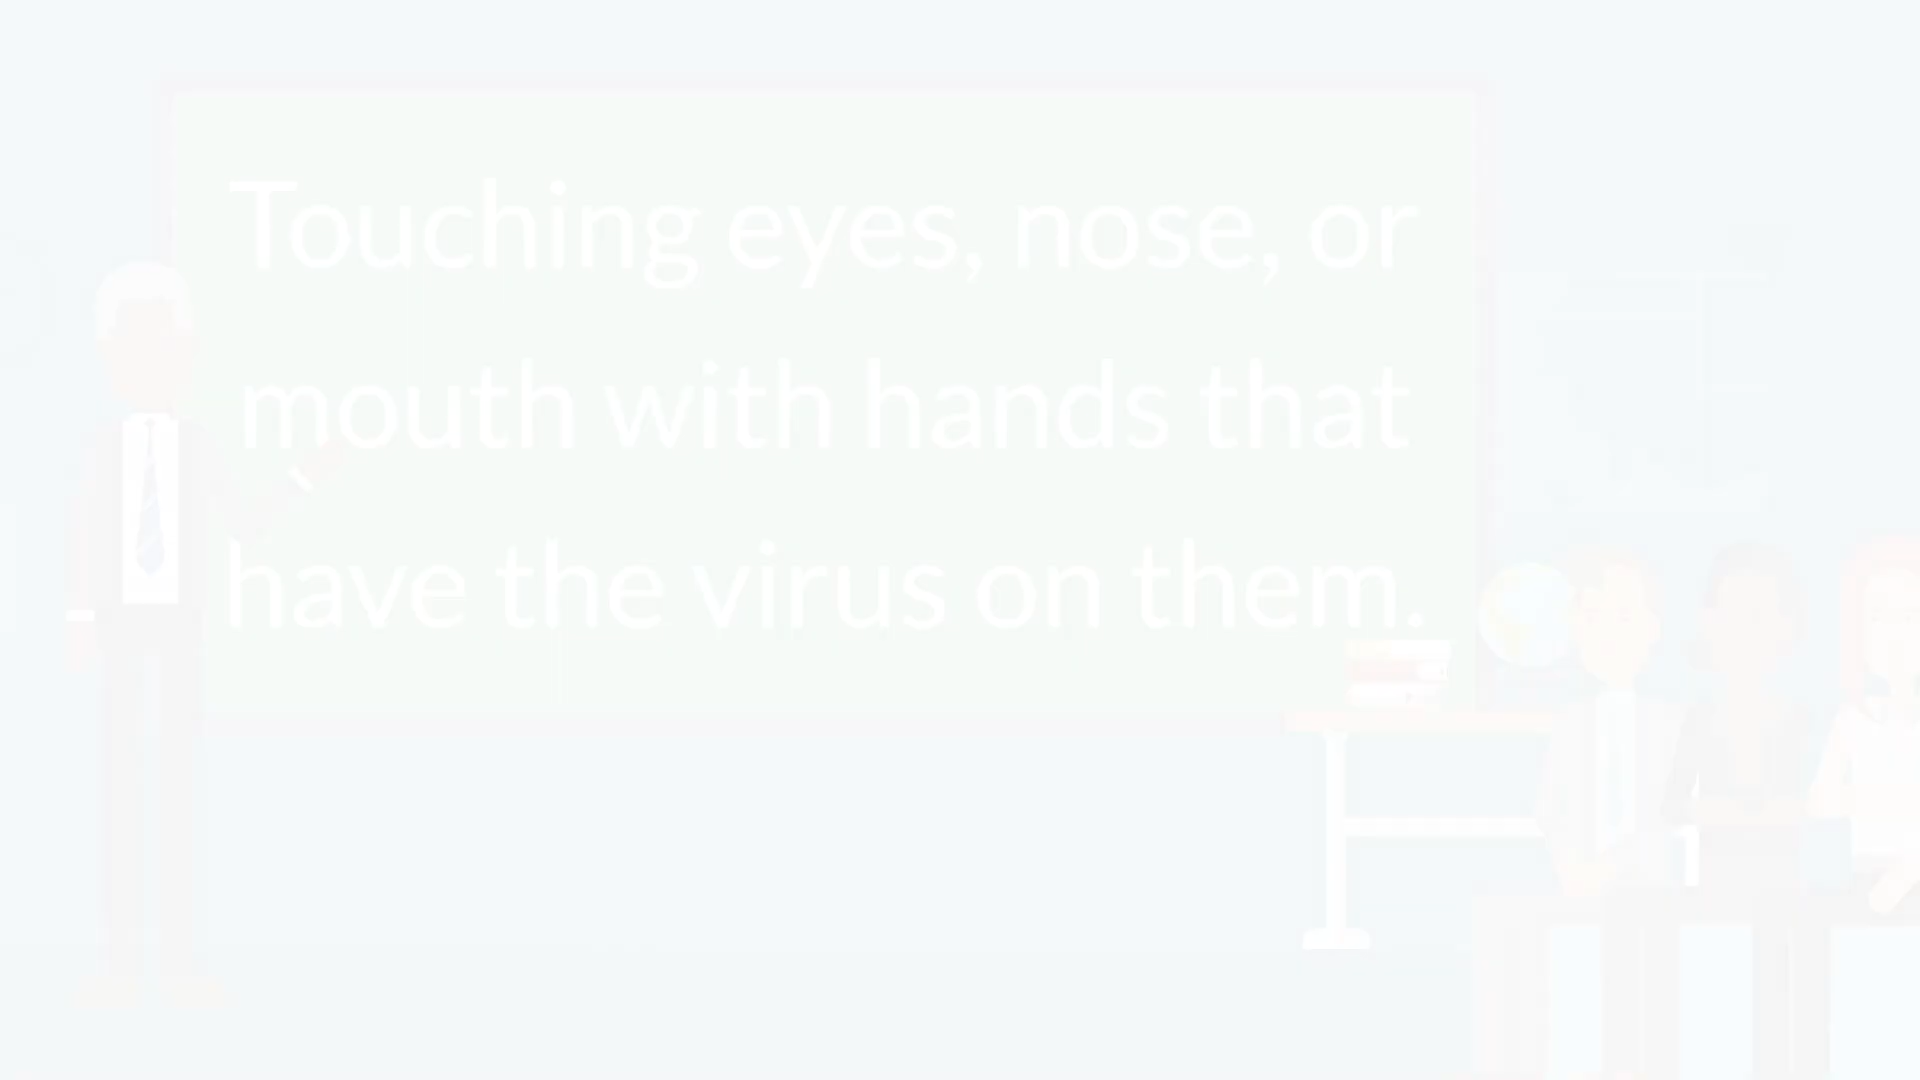 Touching eyes, nose, or
mouth with hands that
have the virus on them.